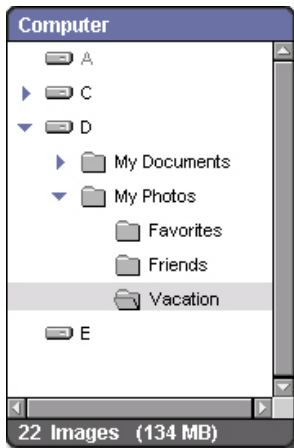 Computer
A
C
D
My Documents
My Photos
Favorites
Friends
Vacation
E
22 Images (134 MB)